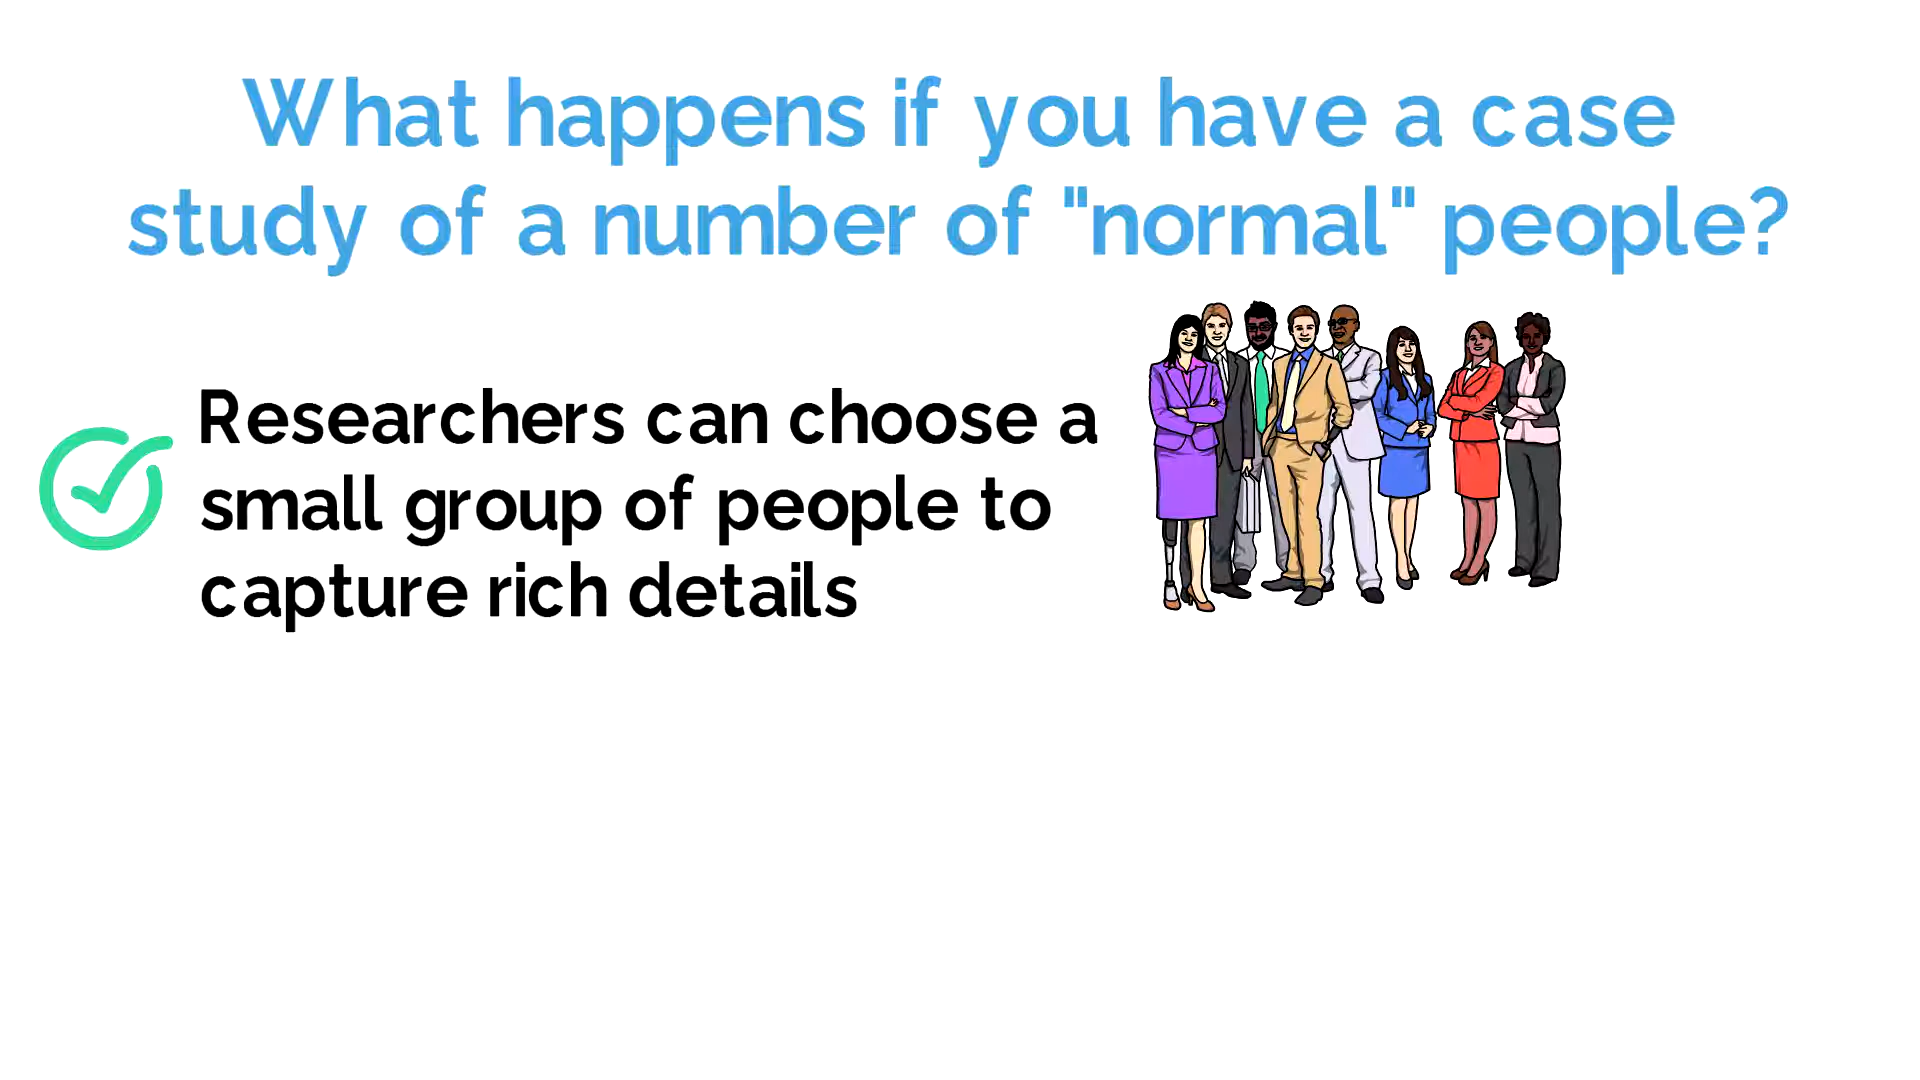 What happens if you have a case
study of a number of "normal" people?
Researchers can choose a
small group of people to
capture rich details